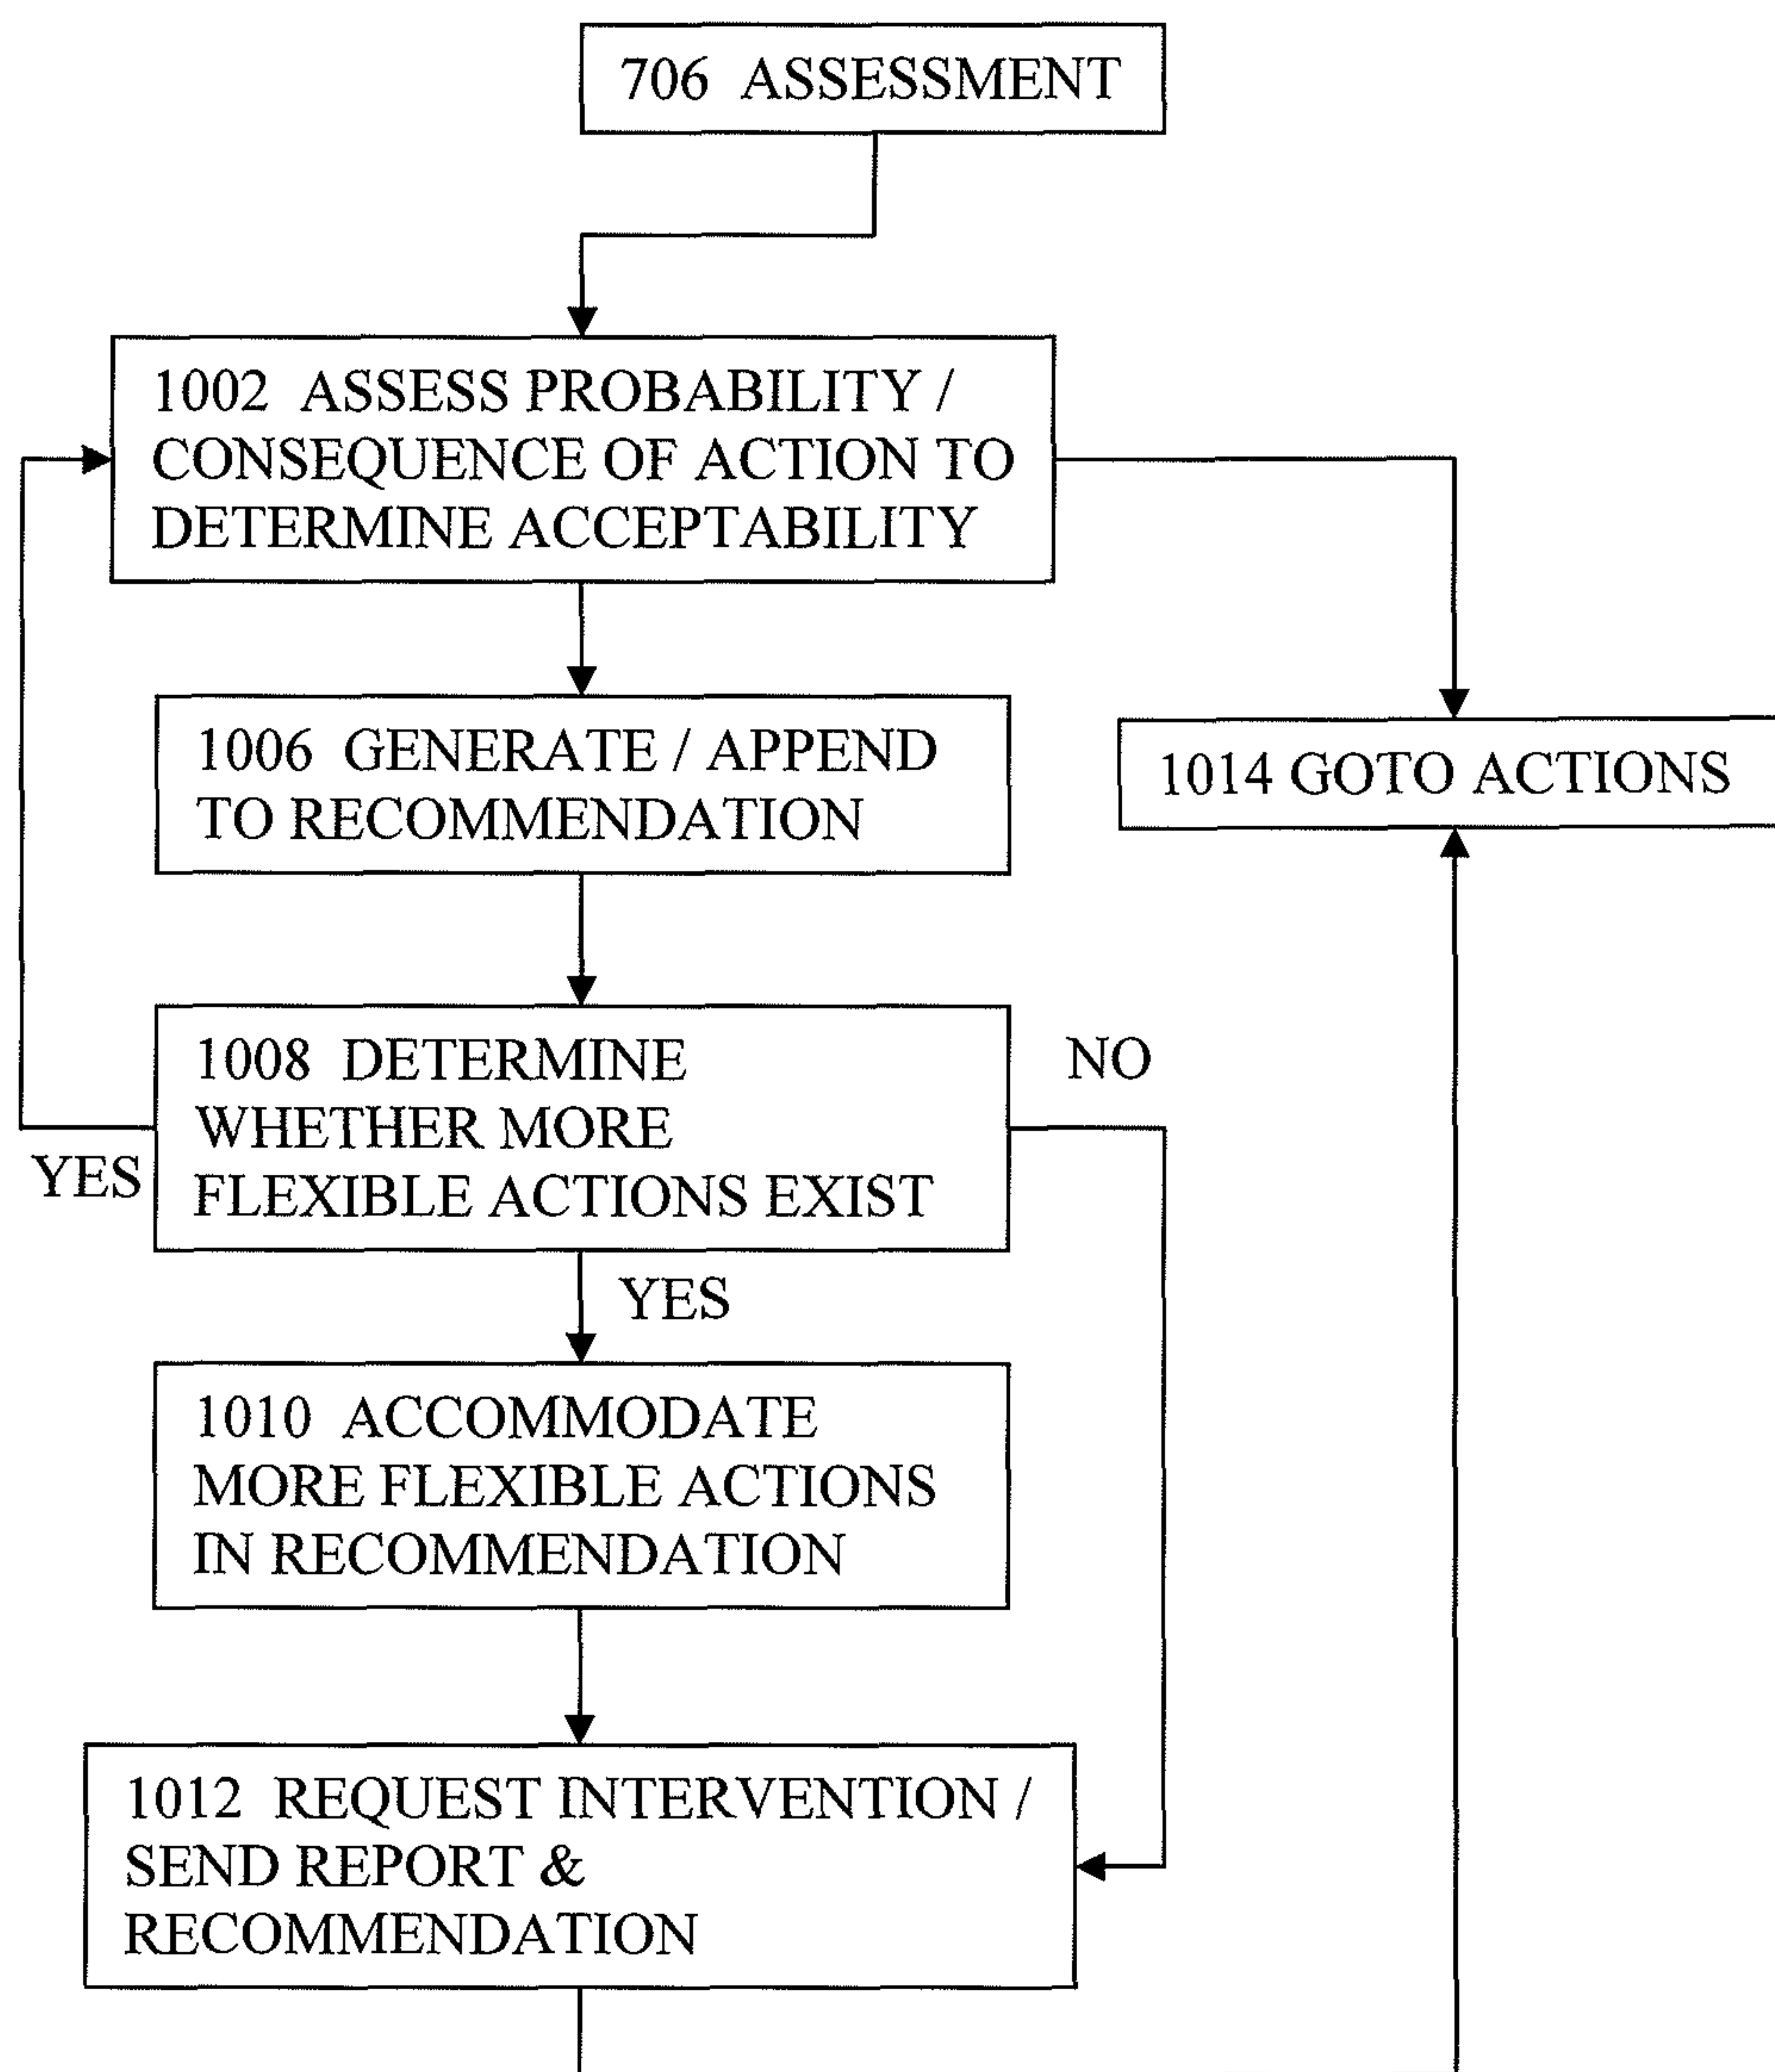 706 ASSESSMENT
1002 ASSESS PROBABILITY /
CONSEQUENCE OF ACTION TO
DETERMINE ACCEPTABILITY
1006 GENERATE / APPEND
TO RECOMMENDATION
1014 GOTO ACTIONS
1008 DETERMINE
WHETHER MORE
FLEXIBLE ACTIONS EXIST
NO
YES
YES
1010 ACCOMMODATE
MORE FLEXIBLE ACTIONS
IN RECOMMENDATION
1012 REQUEST INTERVENTION /
SEND REPORT &
RECOMMENDATION